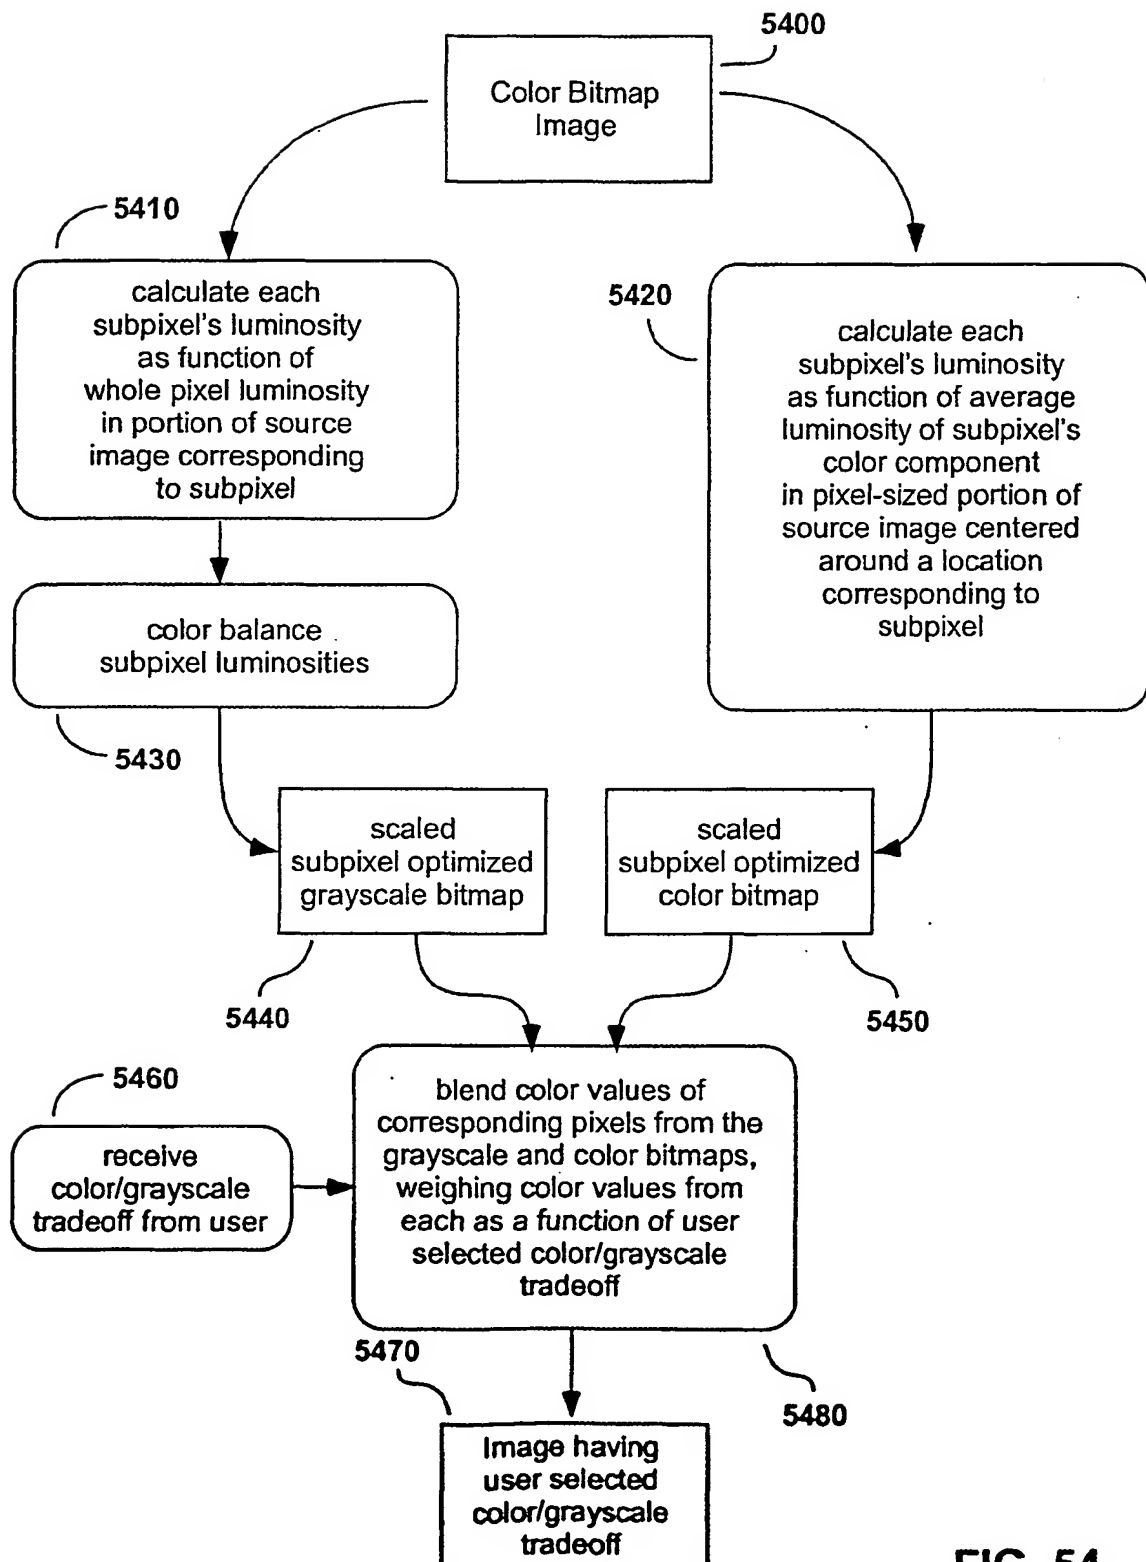 5400
Color Bitmap
Image
5410
calculate each
subpixel's luminosity
as function of
whole pixel luminosity
in portion of source
image corresponding
to subpixel
5420
calculate each
subpixel's luminosity
as function of average
luminosity of subpixel's
color component
in pixel-sized portion of
source image centered
around a location
corresponding to
subpixel
color balance
subpixel luminosities
5430
scaled
subpixel optimized
grayscale bitmap
scaled
subpixel optimized
color bitmap
5440
5450
5460
receive
color/grayscale
tradeoff from user
blend color values of
corresponding pixels from the
grayscale and color bitmaps,
weighing color values from
each as a function of user
selected color/grayscale
tradeoff
5470
5480
Image having
user selected
color/grayscale
tradeoff
FIG. 54